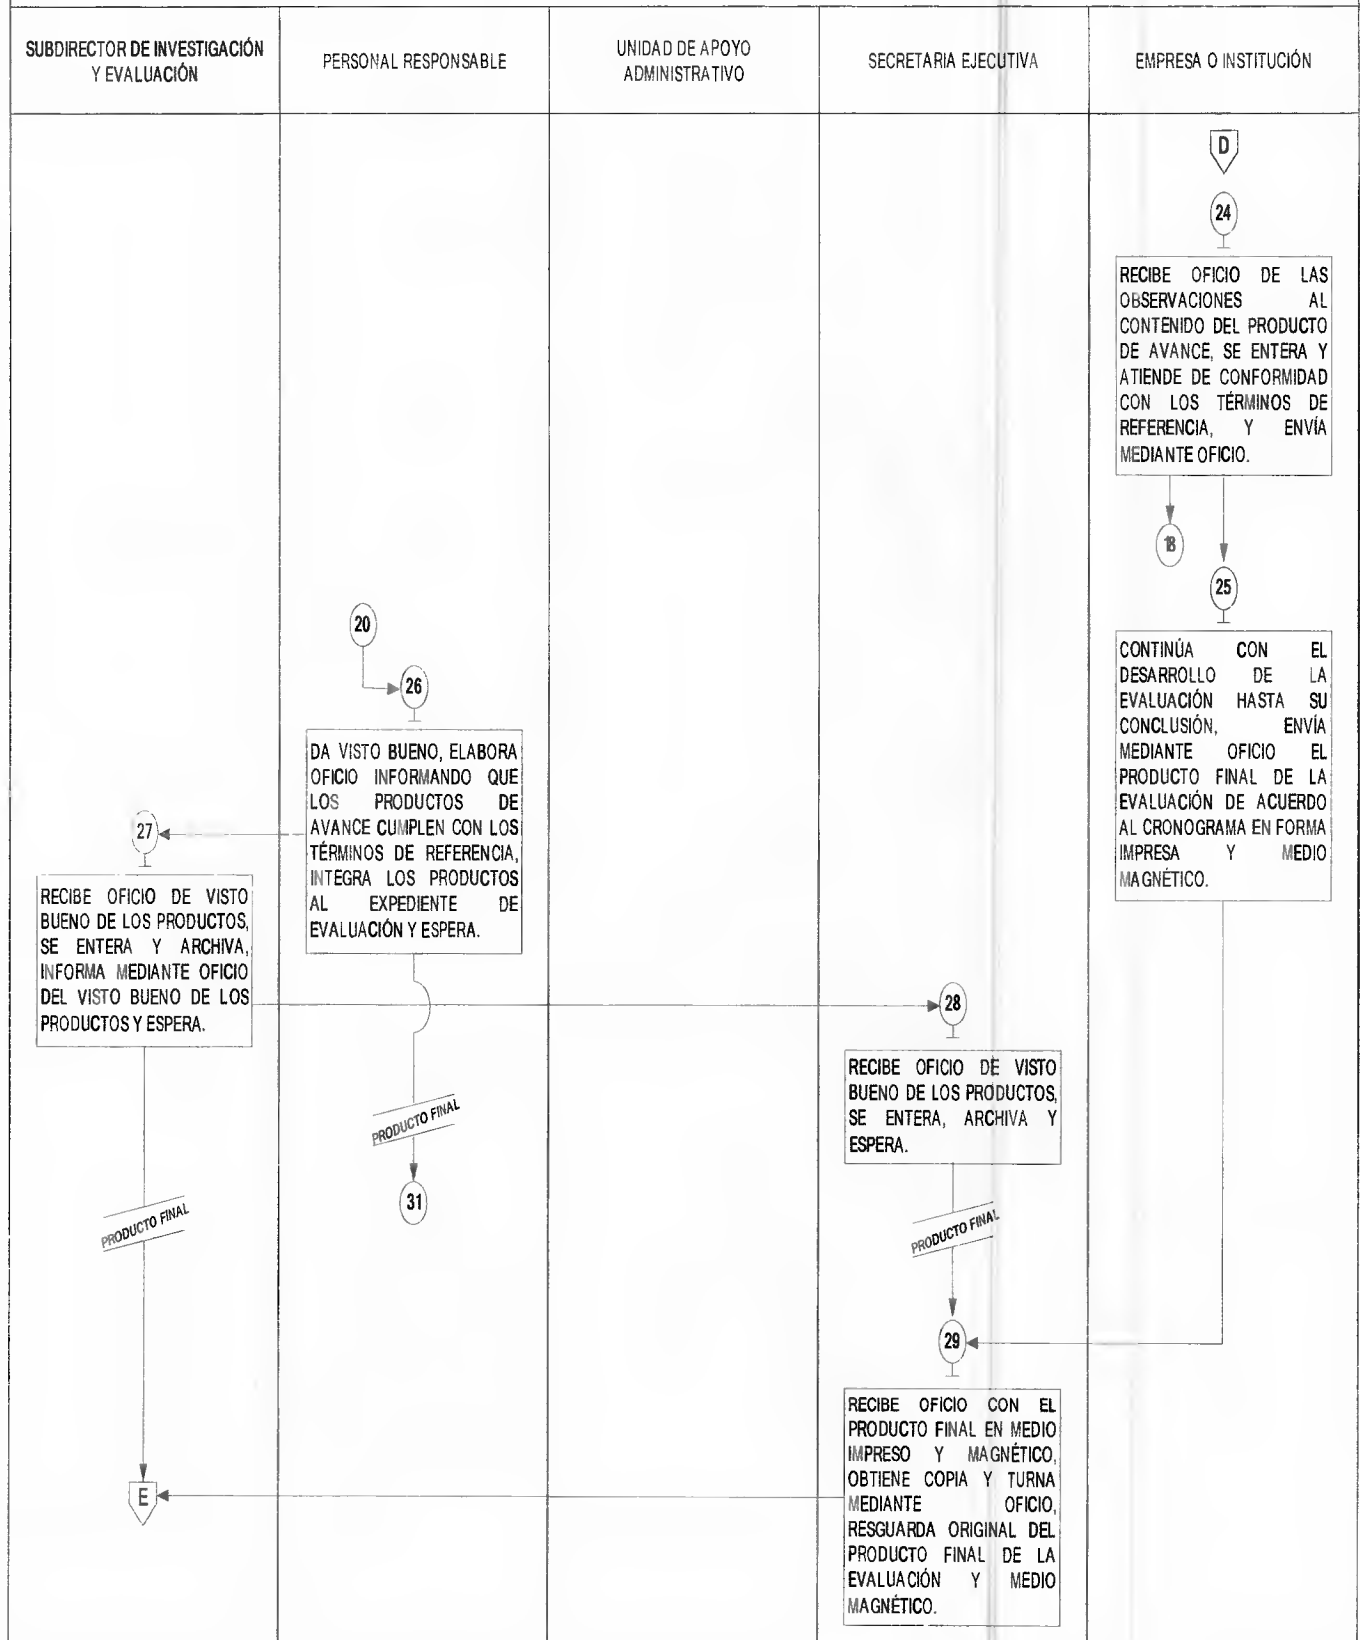 SUBDIRECTOR DE INVESTIGACIÓN
Y EVALUACIÓN
PERSONAL RESPONSABLE
UNIDAD DE APOYO
ADMINISTRATIVO
SECRETARIA EJECUTIVA
EMPRESA O INSTITUCIÓN
D
24
RECIBE OFICIO DE LAS
OBSERVACIONES AL
CONTENIDO DEL PRODUCTO
DE AVANCE, SE ENTERA Y
ATIENDE DE CONFORMIDAD
CON LOS TÉRMINOS DE
REFERENCIA, Y ENVÍA
MEDIANTE OFICIO.
18
25
CONTINÚA CON EL
DESARROLLO DE LA
EVALUACIÓN HASTA SU
CONCLUSIÓN, ENVÍA
MEDIANTE OFICIO EL
PRODUCTO FINAL DE LA
EVALUACIÓN DE ACUERDO
AL CRONOGRAMA EN FORMA
IMPRESA Y MEDIO
MAGNÉTICO.
20
26
DA VISTO BUENO, ELABORA
OFICIO INFORMANDO QUE
LOS PRODUCTOS DE
AVANCE CUMPLEN CON LOS
TÉRMINOS DE REFERENCIA,
INTEGRA LOS PRODUCTOS
AL EXPEDIENTE DE
EVALUACIÓN Y ESPERA.
27
RECIBE OFICIO DE VISTO
BUENO DE LOS PRODUCTOS,
SE ENTERA Y ARCHIVA,
INFORMA MEDIANTE OFICIO
DEL VISTO BUENO DE LOS
PRODUCTOS Y ESPERA.
28
RECIBE OFICIO DE VISTO
BUENO DE LOS PRODUCTOS,
SE ENTERA, ARCHIVA Y
ESPERA.
PRODUCTO FINAL
31
PRODUCTO FINAL
PRODUCTO FINAL
29
RECIBE OFICIO CON EL
PRODUCTO FINAL EN MEDIO
IMPRESO Y MAGNÉTICO,
OBTIENE COPIA Y TURNA
MEDIANTE OFICIO,
RESGUARDA ORIGINAL DEL
PRODUCTO FINAL DE LA
EVALUACIÓN Y MEDIO
MAGNÉTICO.
E